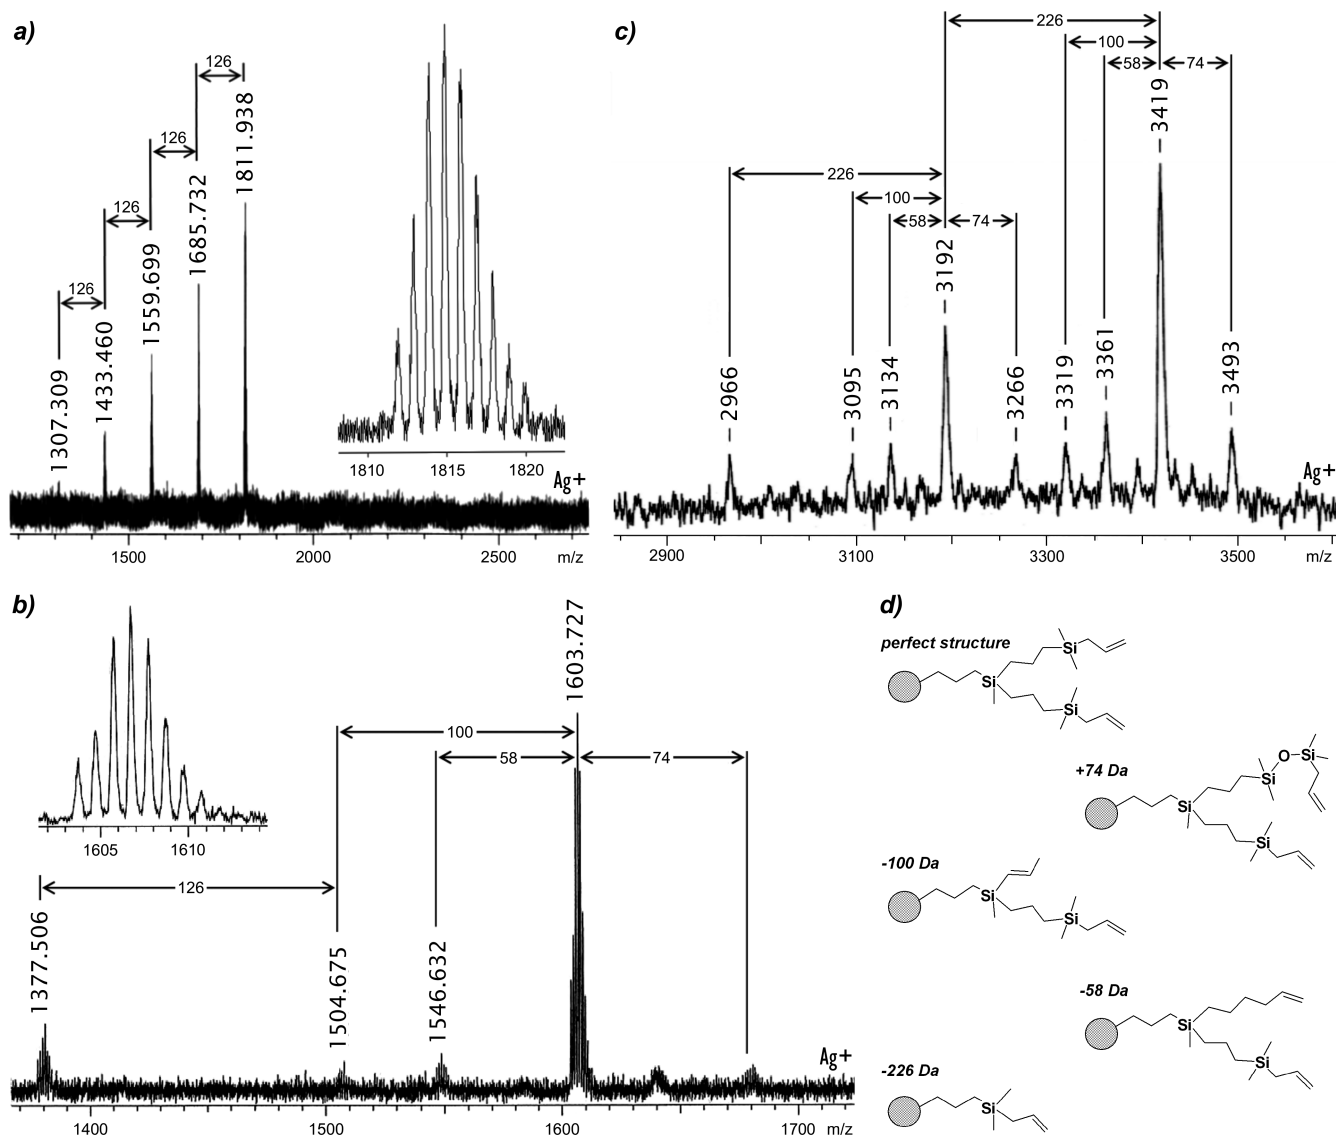 a)
126
126
126
126
1307.309
1433.460
1559.699
1685.732
1811.938
1810
1815
1820
Ag+
1500
2000
2500
m/z
c)
226
100
58
74
226
100
58
74
2966
3095
3134
3192
3266
3319
3361
3419
3493
Ag+
2900
3100
3300
3500
m/z
b)
1605
1610
100
58
74
126
1377.506
1504.675
1546.632
1603.727
Ag+
1400
1500
1600
1700
m/z
d)
perfect structure
Si
Si
Si
+74 Da
Si
O
Si
Si
Si
-100 Da
Si
Si
-58 Da
Si
Si
-226 Da
Si